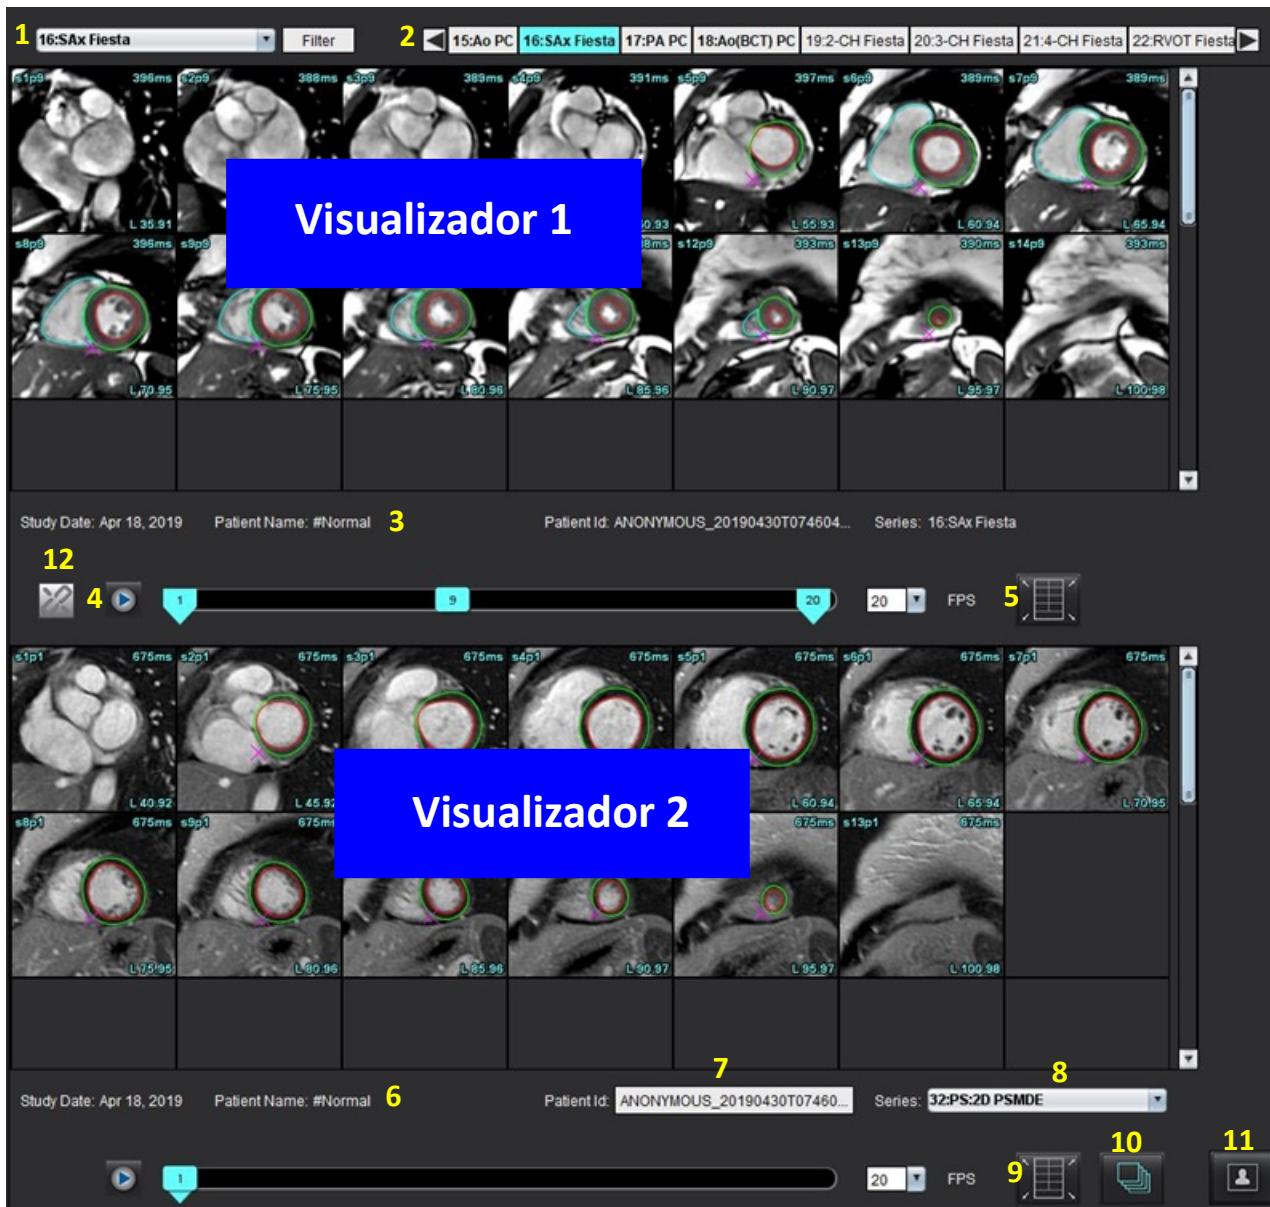 1 16:SAx Fiesta Filter 2 15:Ao PC 16:SAx Fiesta 17:PA PC 18:Ao(BCT) PC 19:2-CH Fiesta 20:3-CH Fiesta 21:4-CH Fiesta 22:RVOT Fiesta
s1p9 396ms s2p9 388ms s3p9 389ms s4p9 391ms s5p9 397ms s6p9 389ms s7p9 389ms
Visualizador 1
L 35.91 L 55.93 L 60.94 L 65.94
s8p9 396ms s9p9 s12p9 393ms s13p9 390ms s14p9 393ms
L 70.95 L 75.95 L 80.96 L 85.96 L 90.97 L 95.97 L 100.98
Study Date: Apr 18, 2019 Patient Name: #Normal 3 Patient Id: ANONYMOUS_20190430T074604... Series: 16:SAx Fiesta
12
4 1 9 20 20 FPS 5
s1p1 675ms s2p1 675ms s3p1 675ms s4p1 675ms s5p1 675ms s6p1 675ms s7p1 675ms
Visualizador 2
L 40.92 L 45.92 L 60.94 L 65.94 L 70.95
s8p1 675ms s9p1 675ms 675ms s13p1 675ms
L 75.95 L 80.96 L 85.96 L 90.97 L 95.97 L 100.98
7
8
Study Date: Apr 18, 2019 Patient Name: #Normal 6 Patient Id: ANONYMOUS_20190430T07460... Series: 32:PS:2D PSMDE
10 11
1 20 FPS 9